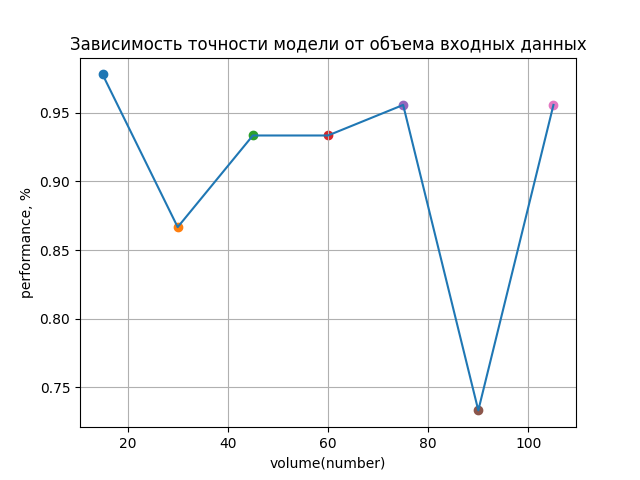 Зависимость точности модели от объема входных данных
0.95
0.90
0.85
0.80
0.75
performance, %
20 40 60 80 100
volume(number)